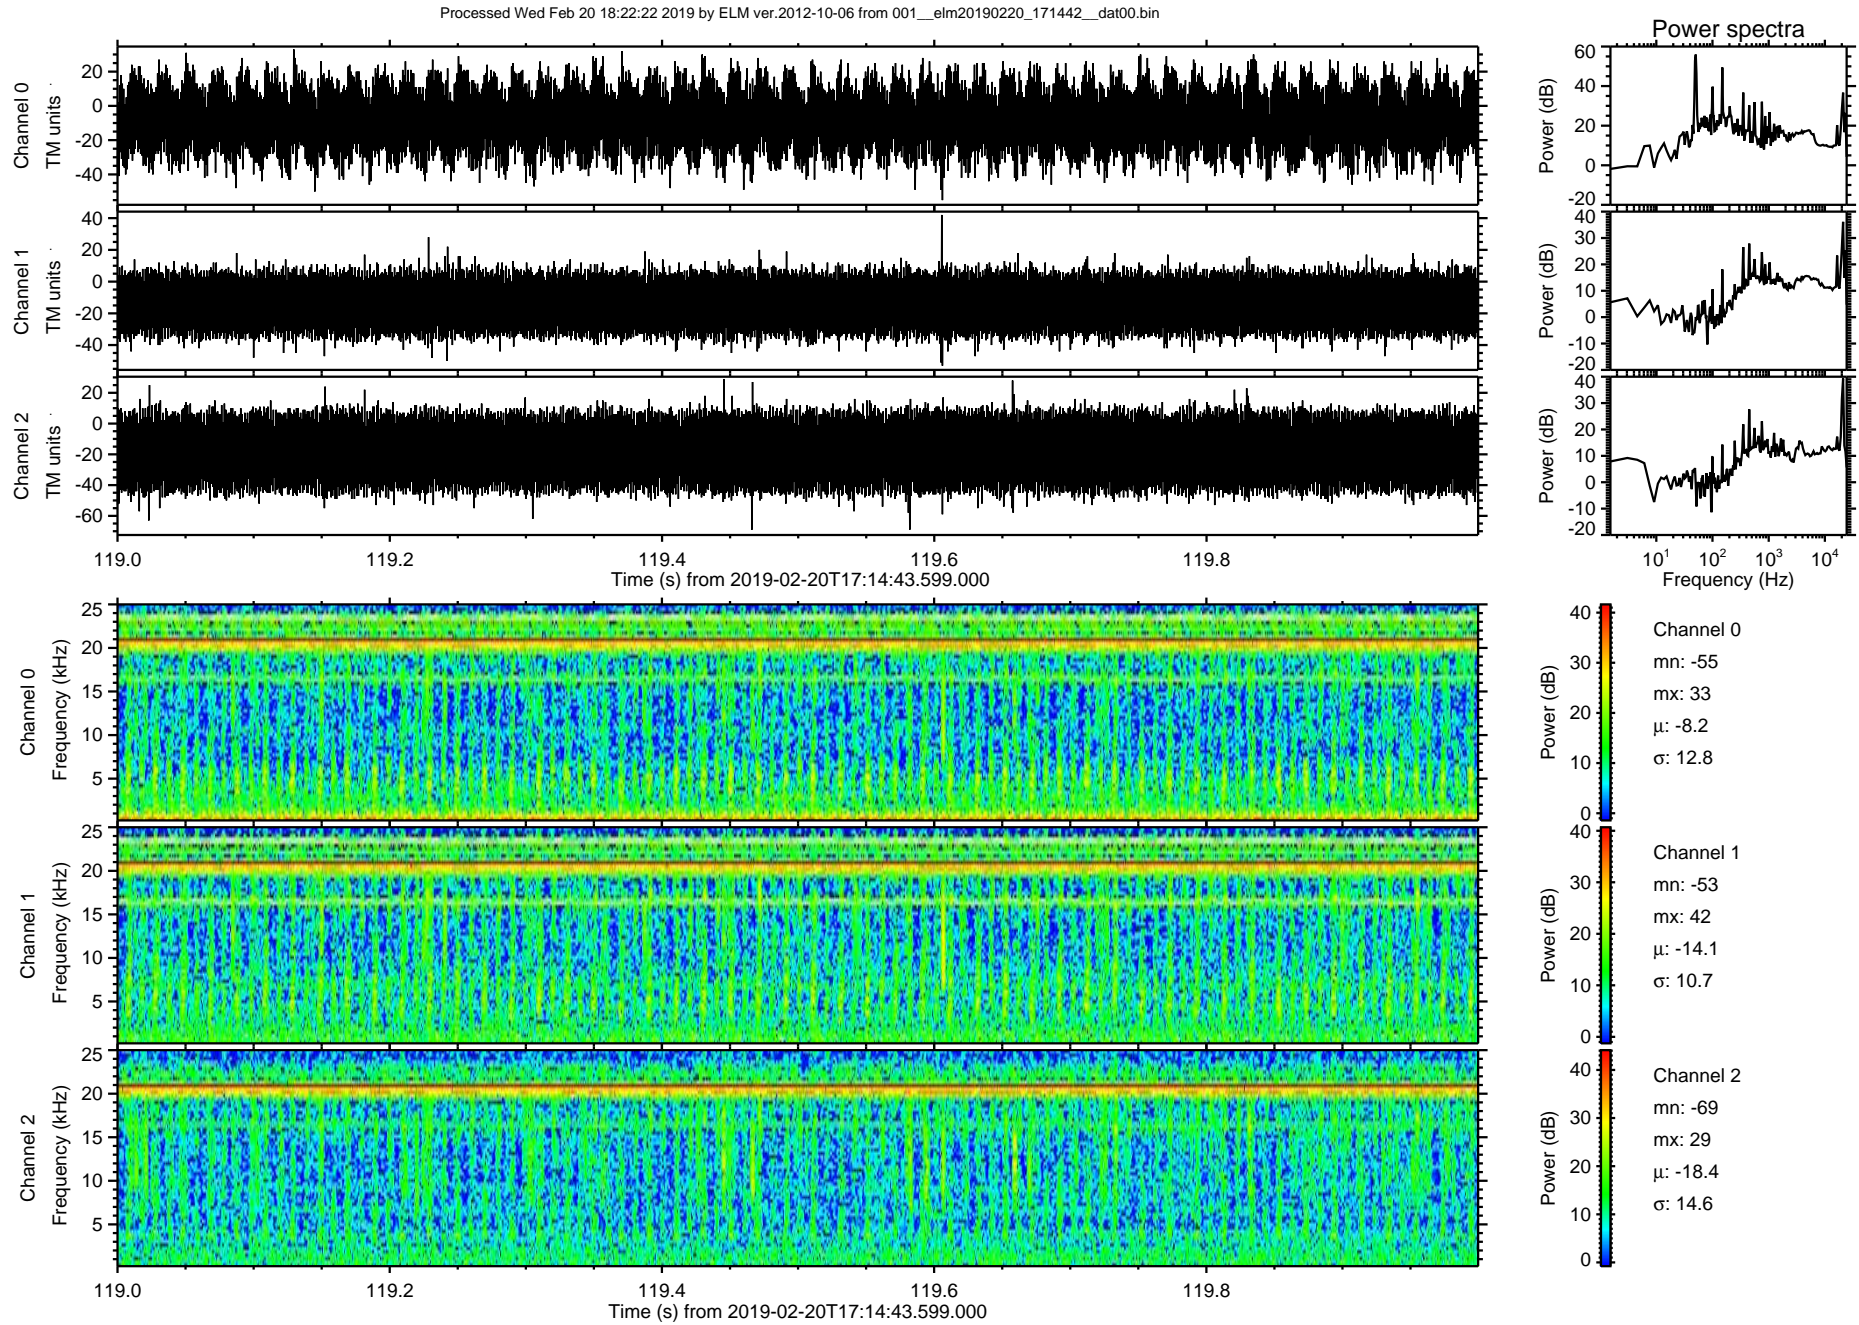 Processed Wed Feb 20 18:22:22 2019 by ELM ver.2012-10-06 from 001__elm20190220_171442__dat00.bin
Power spectra
Channel 0
TM units
20
0
-20
-40
Power (dB)
60
40
20
0
-20
Channel 1
TM units
40
20
0
-20
-40
Power (dB)
40
30
20
10
0
-10
-20
Channel 2
TM units
20
0
-20
-40
-60
Power (dB)
40
30
20
10
0
-10
-20
119.0 119.2 119.4 119.6 119.8
Time (s) from 2019-02-20T17:14:43.599.000
10¹ 10² 10³ 10⁴
Frequency (Hz)
Channel 0
Frequency (kHz)
25
20
15
10
5
Power (dB)
40
30
20
10
0
Channel 0
mn: -55
mx: 33
µ: -8.2
σ: 12.8
Channel 1
Frequency (kHz)
25
20
15
10
5
Power (dB)
40
30
20
10
0
Channel 1
mn: -53
mx: 42
µ: -14.1
σ: 10.7
Channel 2
Frequency (kHz)
25
20
15
10
5
Power (dB)
40
30
20
10
0
Channel 2
mn: -69
mx: 29
µ: -18.4
σ: 14.6
119.0 119.2 119.4 119.6 119.8
Time (s) from 2019-02-20T17:14:43.599.000